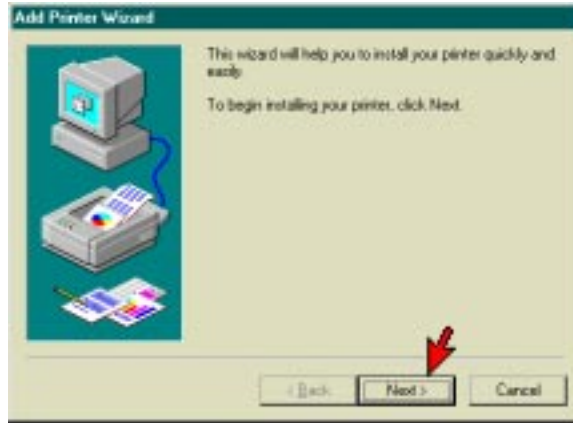 Add Printer Wizard
This wizard will help you to install your printer quickly and
easily.
To begin installing your printer, click Next.
< Back
Next >
Cancel